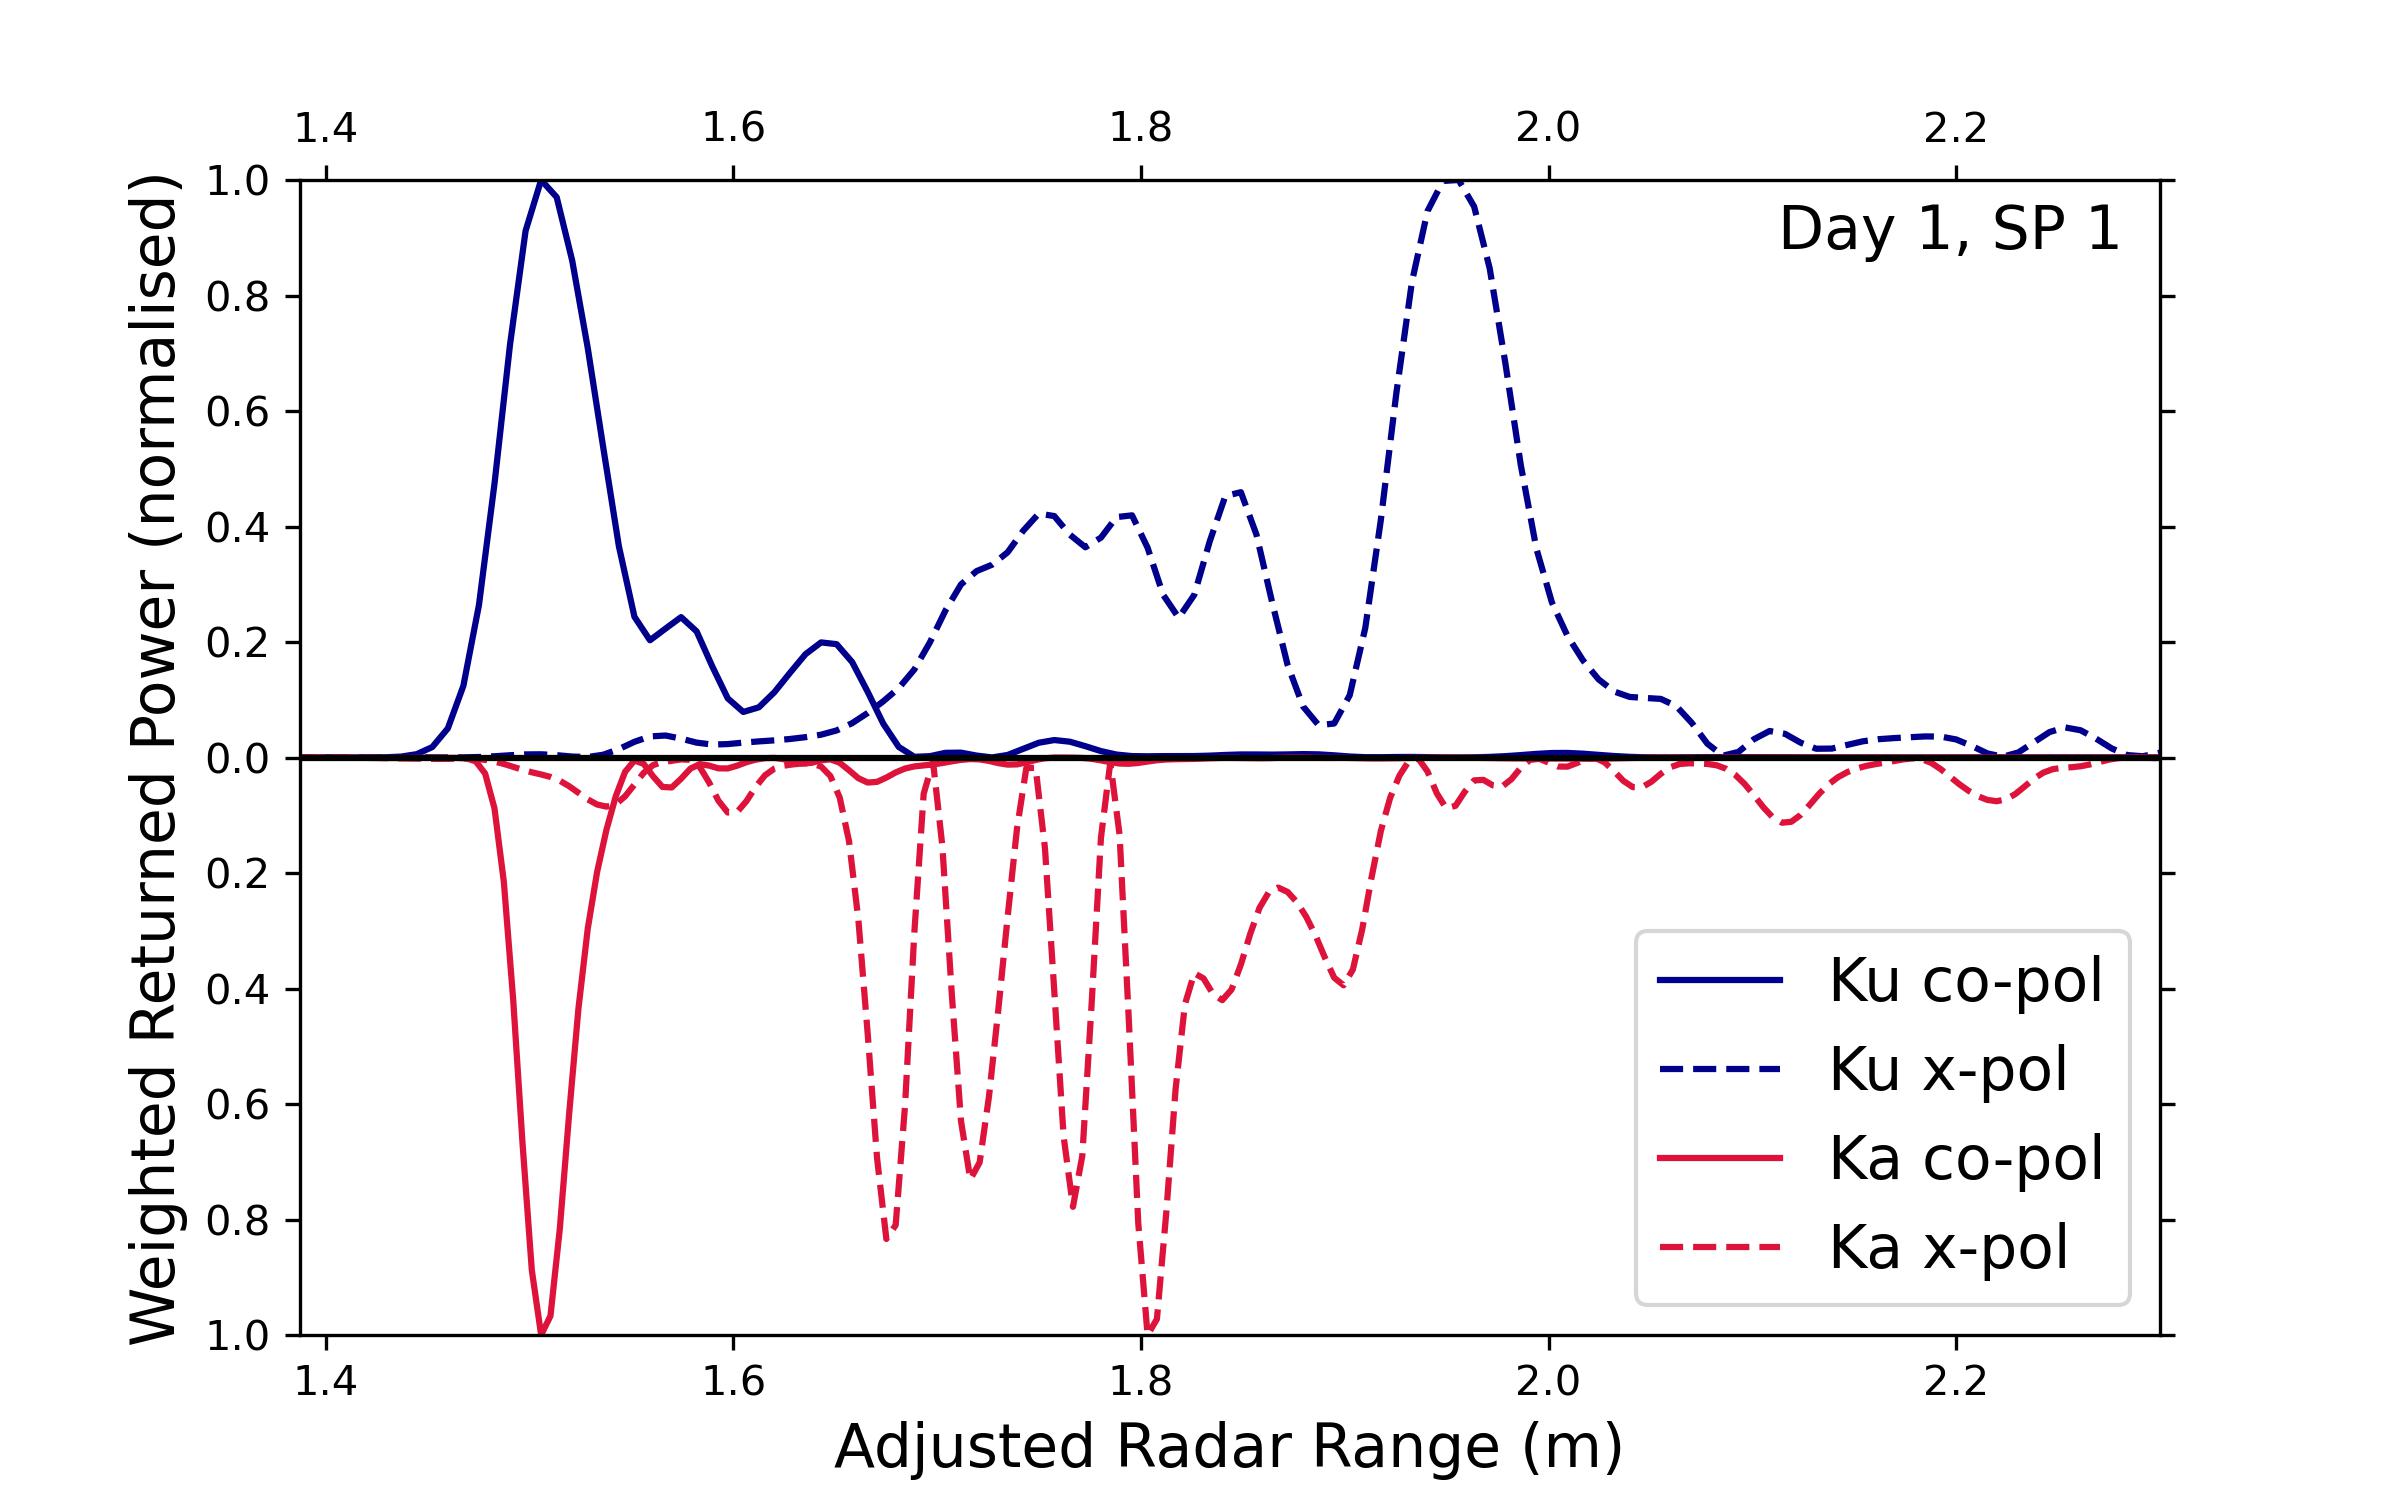 1.4 1.6 1.8 2.0 2.2
Weighted Returned Power (normalised)
1.0
0.8
0.6
0.4
0.2
0.0
0.2
0.4
0.6
0.8
1.0
Day 1, SP 1
Ku co-pol
Ku x-pol
Ka co-pol
Ka x-pol
1.4 1.6 1.8 2.0 2.2
Adjusted Radar Range (m)